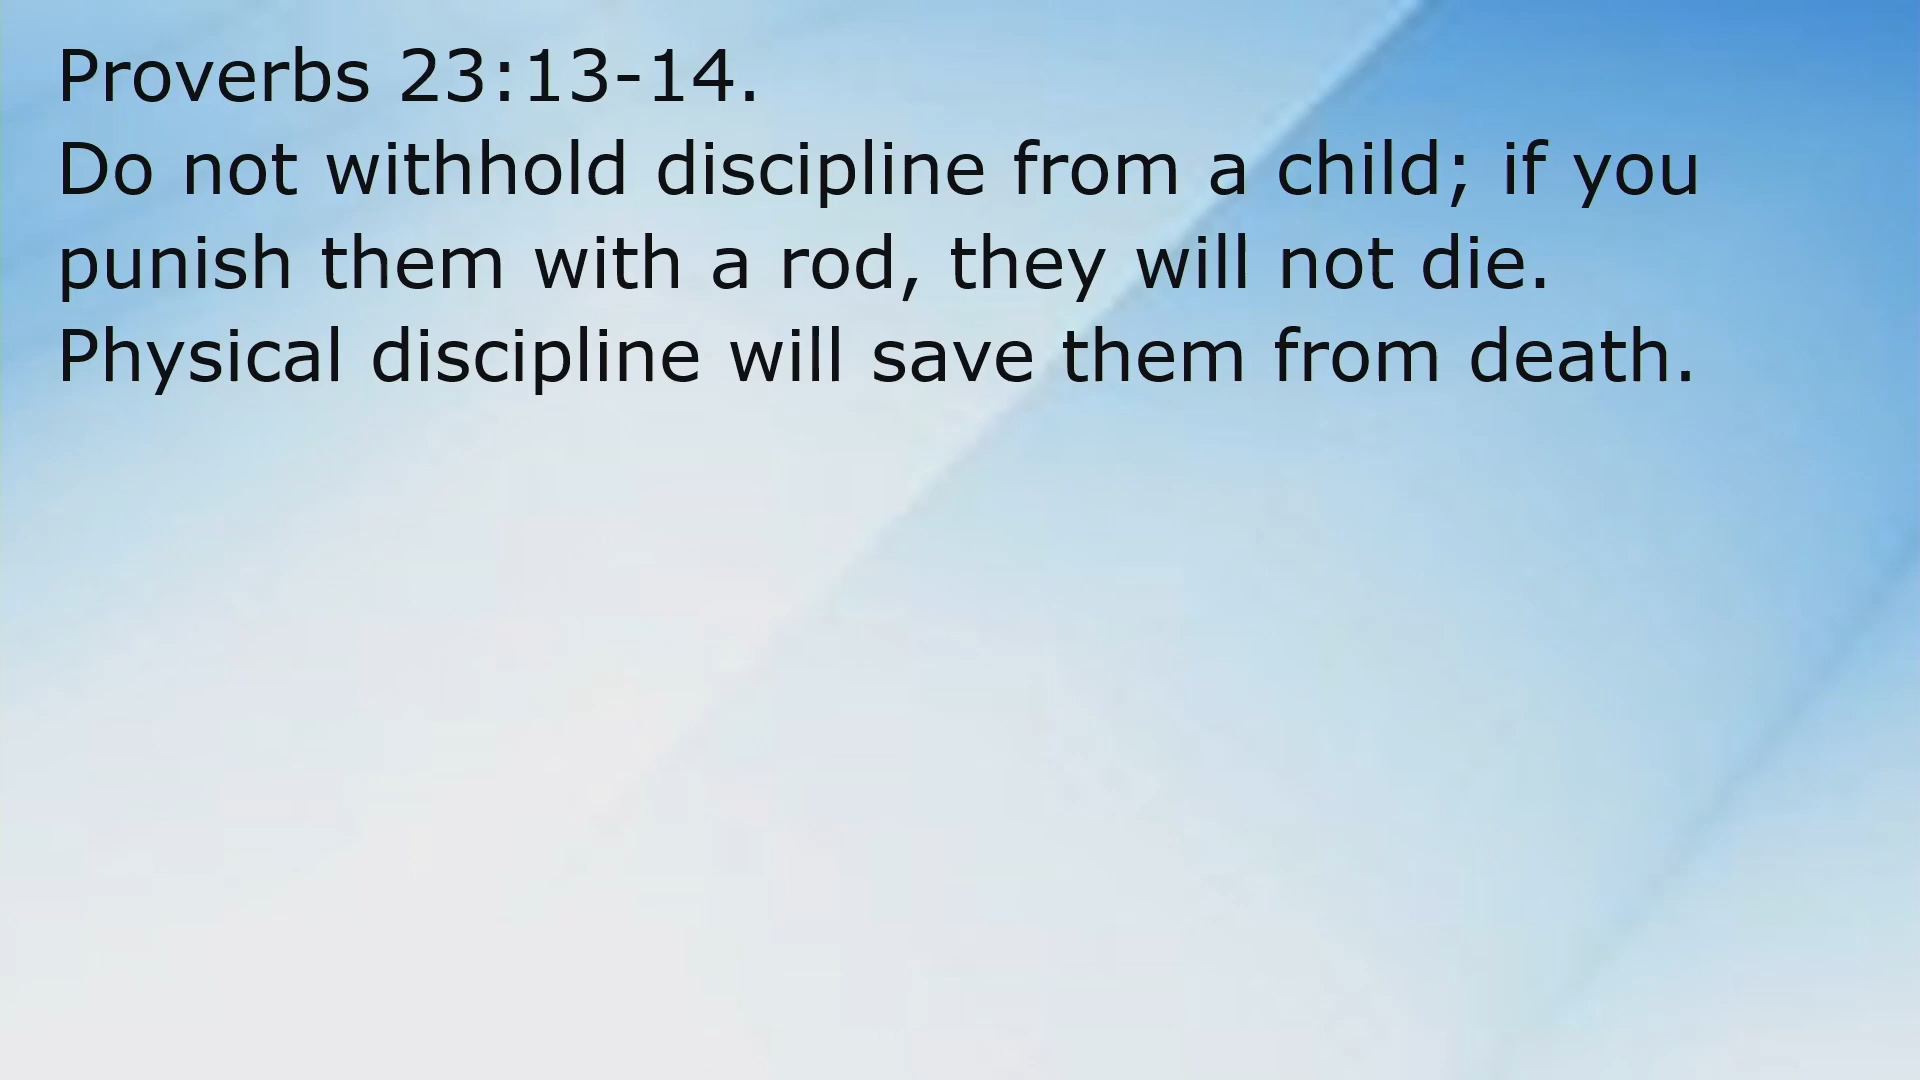 Proverbs 23:13-14.
Do not withhold discipline from a child; if you
punish them with a rod, they will not die.
Physical discipline will save them from death.